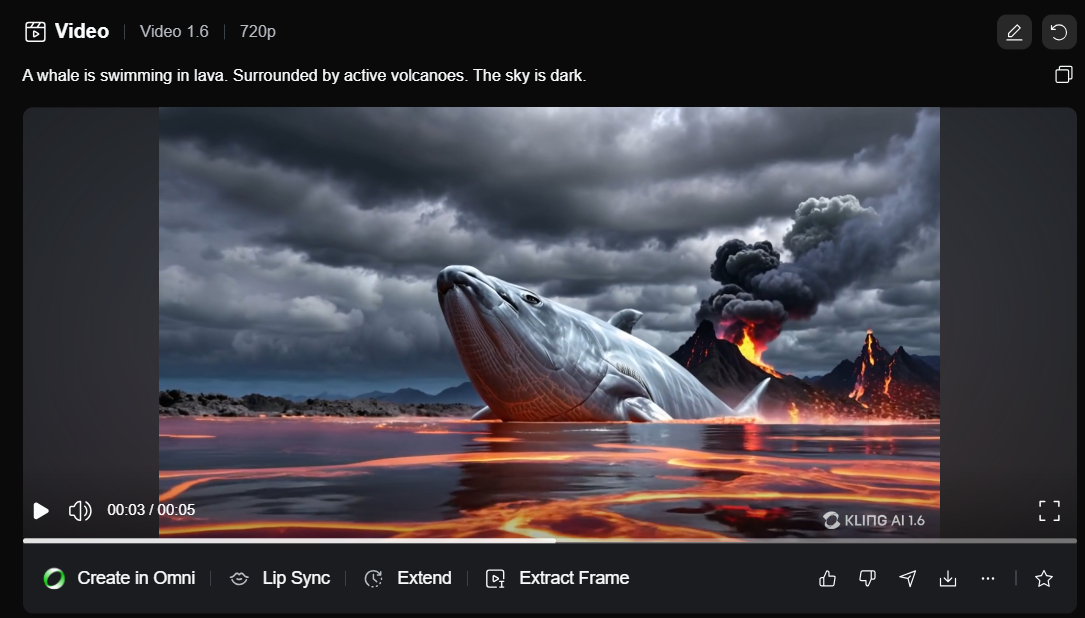 Video | Video 1.6 | 720p
A whale is swimming in lava. Surrounded by active volcanoes. The sky is dark.
00:03 / 00:05
KLING AI 1.6
Create in Omni | Lip Sync | Extend | Extract Frame